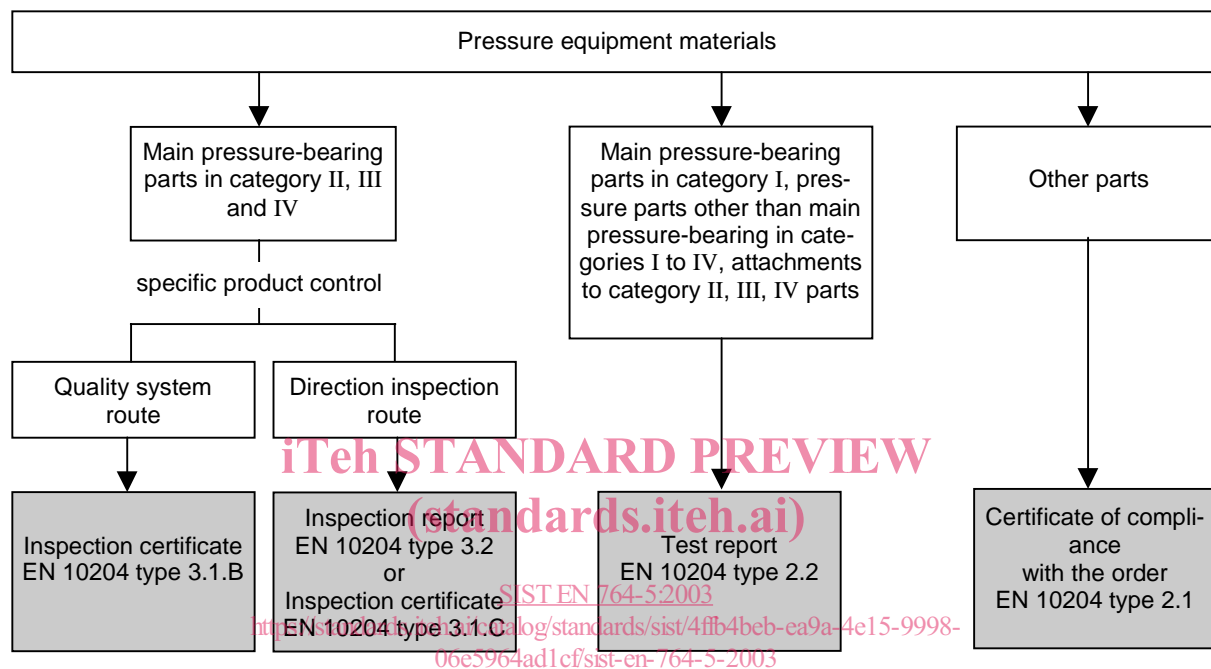 Pressure equipment materials
Main pressure-bearing
parts in category II, III
and IV
Main pressure-bearing
parts in category I, pres-
sure parts other than main
pressure-bearing in cate-
gories I to IV, attachments
to category II, III, IV parts
Other parts
specific product control
Quality system
route
Direction inspection
route
iTeh STANDARD PREVIEW
(standards.iteh.ai)
Inspection certificate
EN 10204 type 3.1.B
Inspection report
EN 10204 type 3.2
or
Inspection certificate
EN 10204 type 3.1.C
Test report
EN 10204 type 2.2
Certificate of compli-
ance
with the order
EN 10204 type 2.1
SIST EN 764-5:2003
https://standards.iteh.ai/catalog/standards/sist/4ffb4beb-ea9a-4e15-9998-
06e5964ad1cf/sist-en-764-5-2003